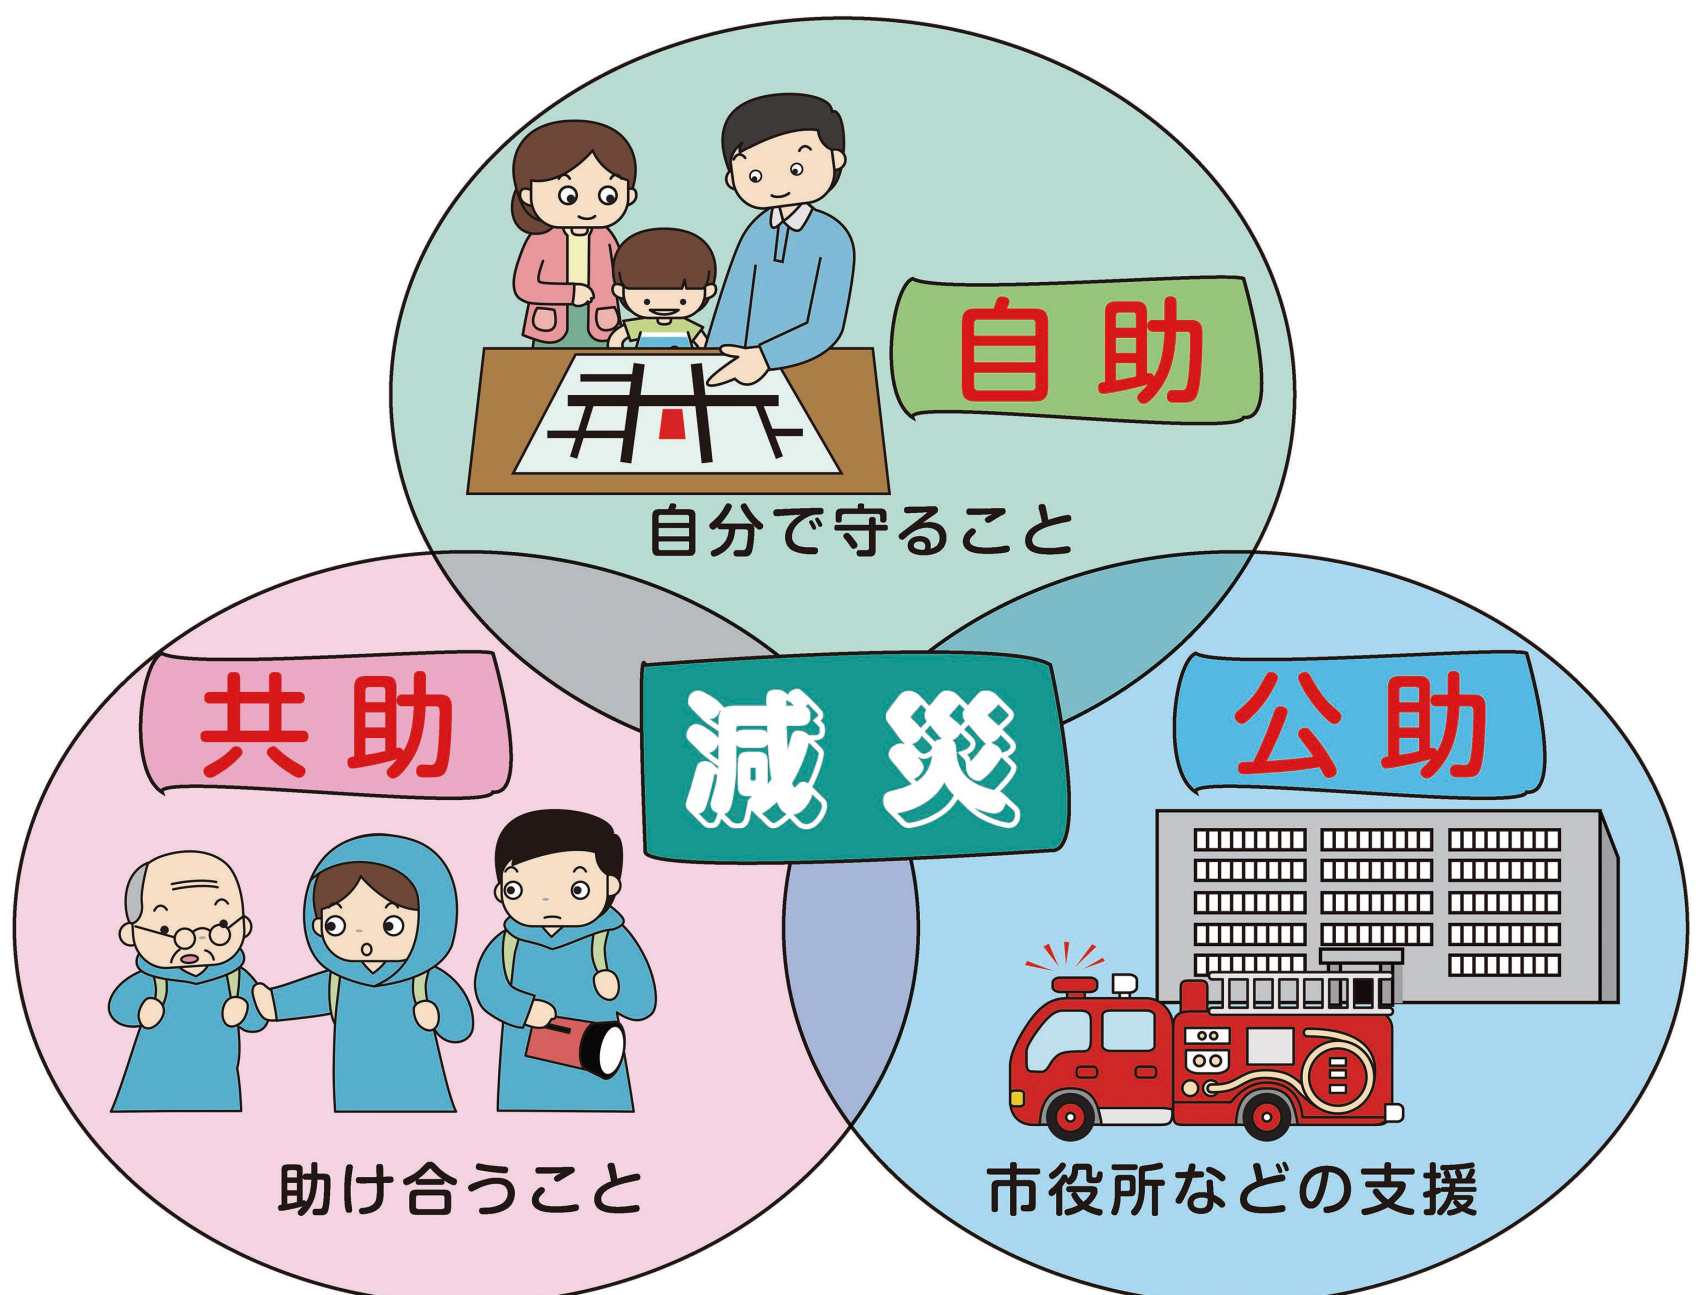 自助
自分で守ること
共助
減災
公助
助け合うこと
市役所などの支援